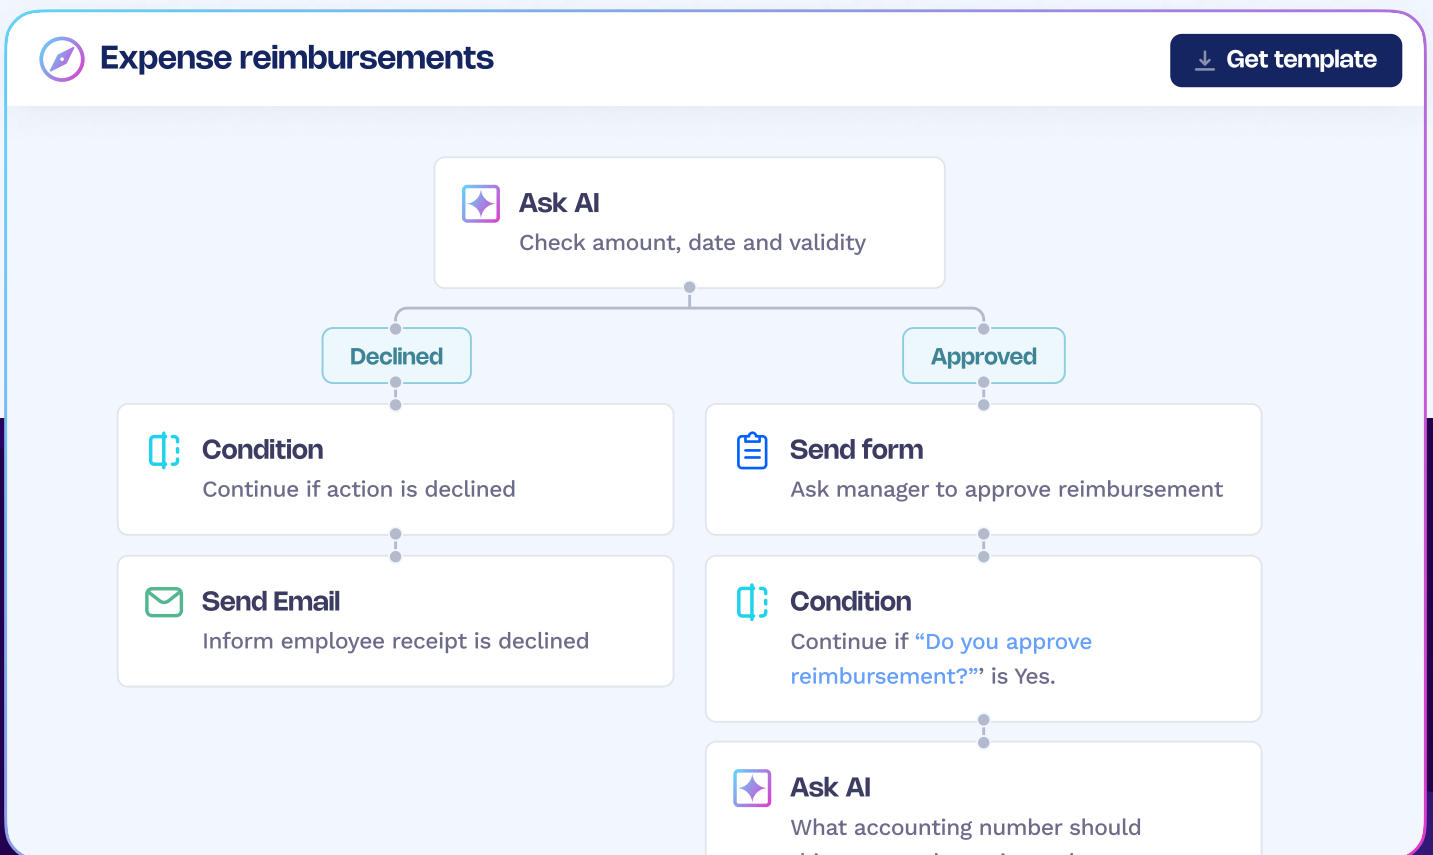 Expense reimbursements
Get template
Ask AI
Check amount, date and validity
Declined
Approved
Condition
Continue if action is declined
Send Email
Inform employee receipt is declined
Send form
Ask manager to approve reimbursement
Condition
Continue if “Do you approve
reimbursement?”’ is Yes.
Ask AI
What accounting number should